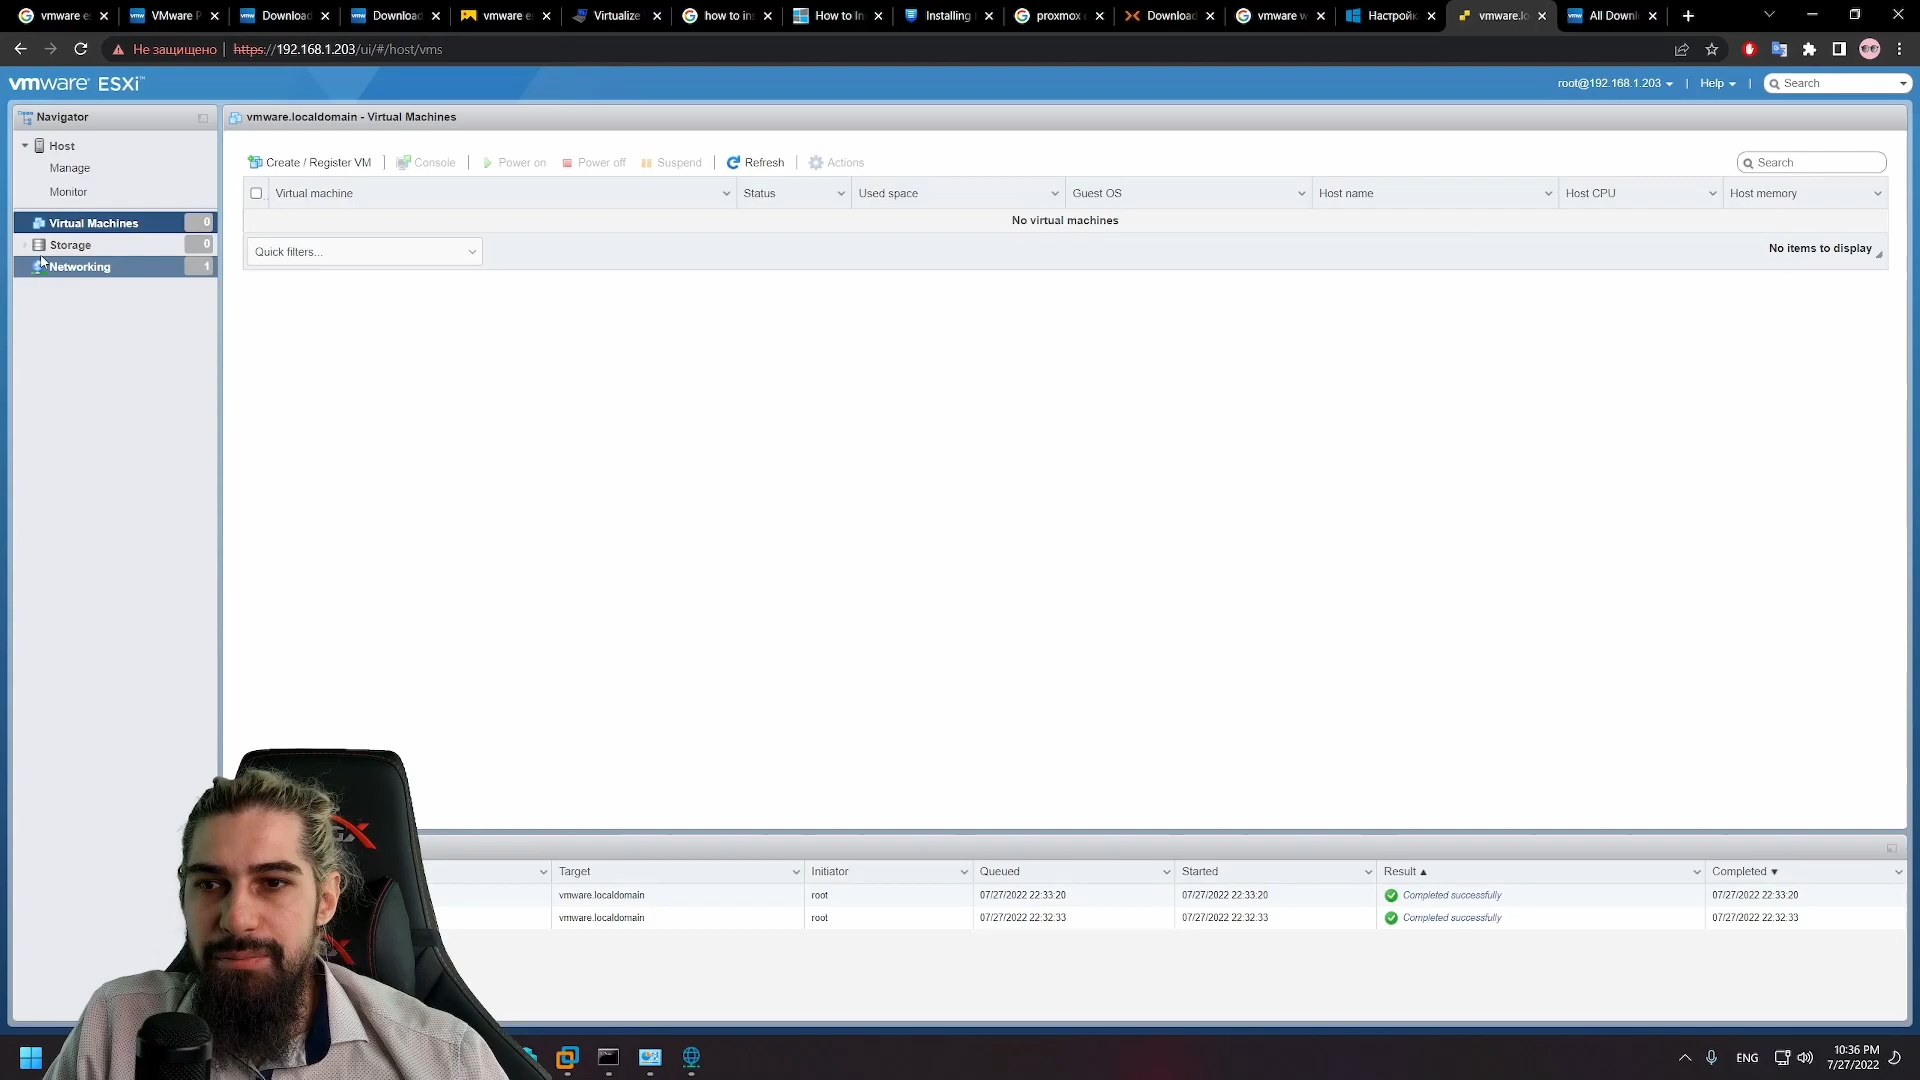 vmware es
VMware P
Download
Download
vmware es
Virtualize
how to ins
How to In
Installing
proxmox
Download
vmware w
Настройк
vmware.lo
All Downl
Не защищено
https://192.168.1.203/ui/#/host/vms
vmware ESXi™
root@192.168.1.203
Help
Search
Navigator
Host
Manage
Monitor
Virtual Machines 0
Storage 0
Networking 1
vmware.localdomain - Virtual Machines
Create / Register VM
Console
Power on
Power off
Suspend
Refresh
Actions
Search
Virtual machine Status Used space Guest OS Host name Host CPU Host memory
No virtual machines
Quick filters...
No items to display
Target Initiator Queued Started Result ▲ Completed ▼
vmware.localdomain root 07/27/2022 22:33:20 07/27/2022 22:33:20 Completed successfully 07/27/2022 22:33:20
vmware.localdomain root 07/27/2022 22:32:33 07/27/2022 22:32:33 Completed successfully 07/27/2022 22:32:33
ENG
10:36 PM
7/27/2022